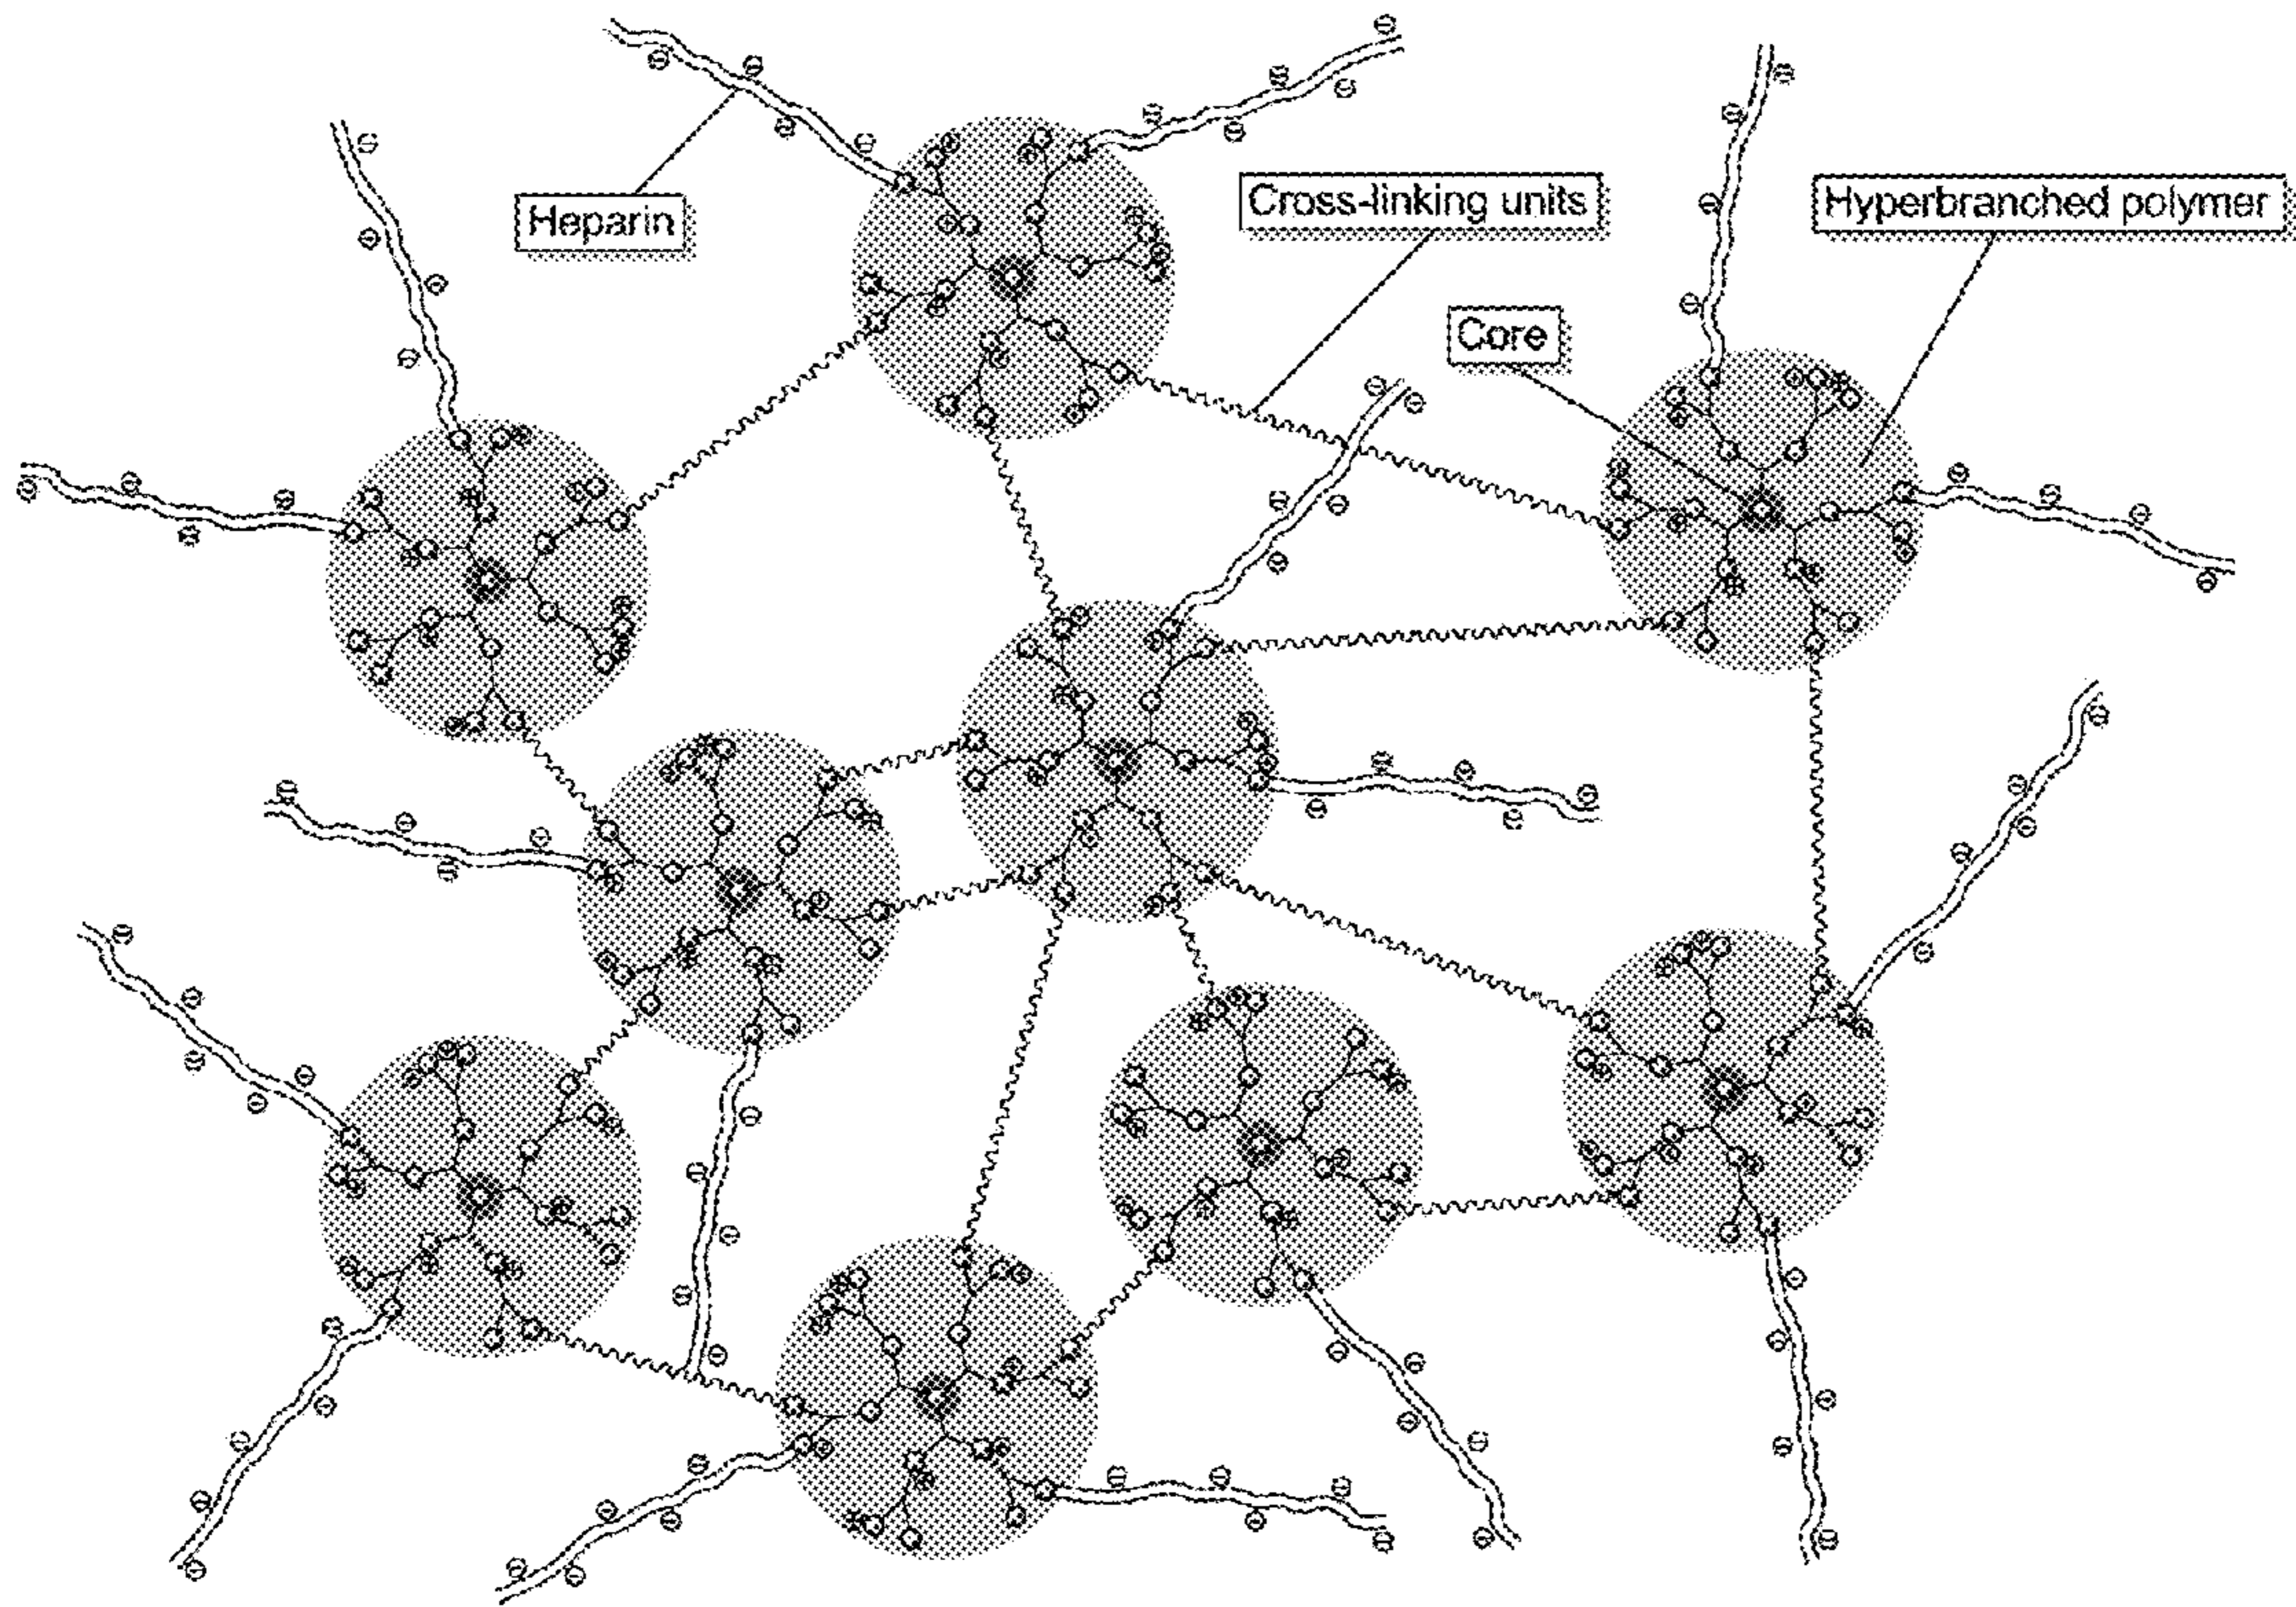 Heparin
Cross-linking units
Hyperbranched polymer
Core